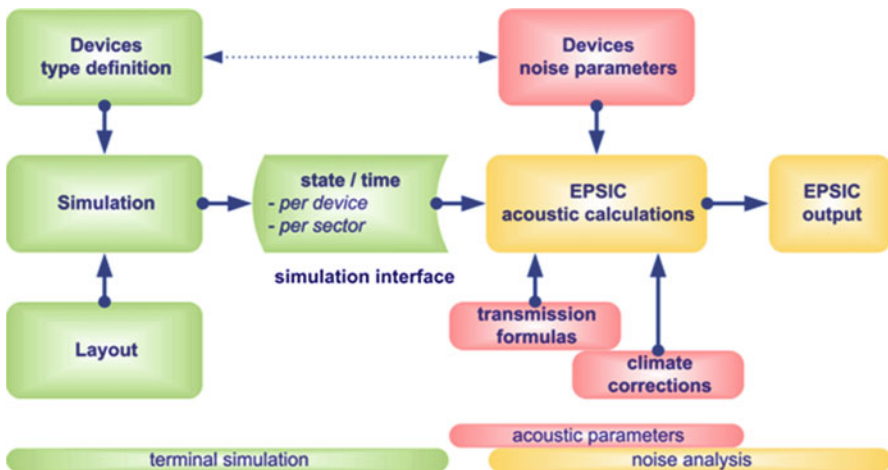 Devices
type definition
Devices
noise parameters
Simulation
state / time
- per device
- per sector
EPSIC
acoustic calculations
EPSIC
output
simulation interface
Layout
transmission
formulas
climate
corrections
acoustic parameters
terminal simulation
noise analysis